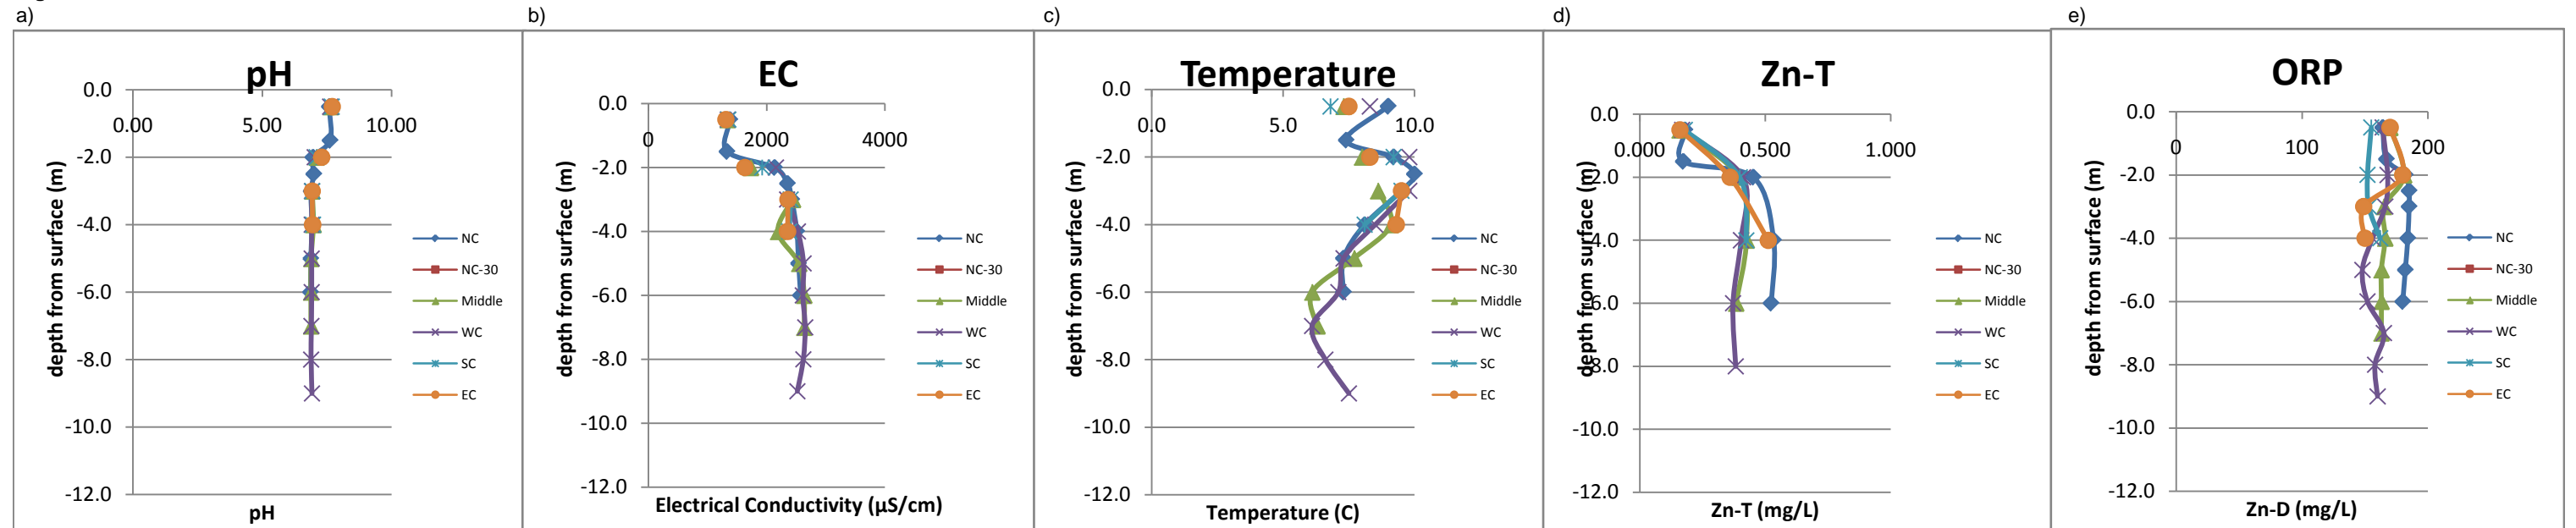 a)
b)
c)
d)
e)
pH
0.0
0.00 5.00 10.00
-2.0
-4.0
-6.0
-8.0
-10.0
-12.0
depth from surface (m)
pH
NC
NC-30
Middle
WC
SC
EC
EC
0.0
0 2000 4000
-2.0
-4.0
-6.0
-8.0
-10.0
-12.0
depth from surface (m)
Electrical Conductivity (µS/cm)
NC
NC-30
Middle
WC
SC
EC
Temperature
0.0
0.0 5.0 10.0
-2.0
-4.0
-6.0
-8.0
-10.0
-12.0
depth from surface (m)
Temperature (C)
NC
NC-30
Middle
WC
SC
EC
Zn-T
0.0
0.000 0.500 1.000
-2.0
-4.0
-6.0
-8.0
-10.0
-12.0
depth from surface (m)
Zn-T (mg/L)
NC
NC-30
Middle
WC
SC
EC
ORP
0.0
0 100 200
-2.0
-4.0
-6.0
-8.0
-10.0
-12.0
depth from surface (m)
Zn-D (mg/L)
NC
NC-30
Middle
WC
SC
EC